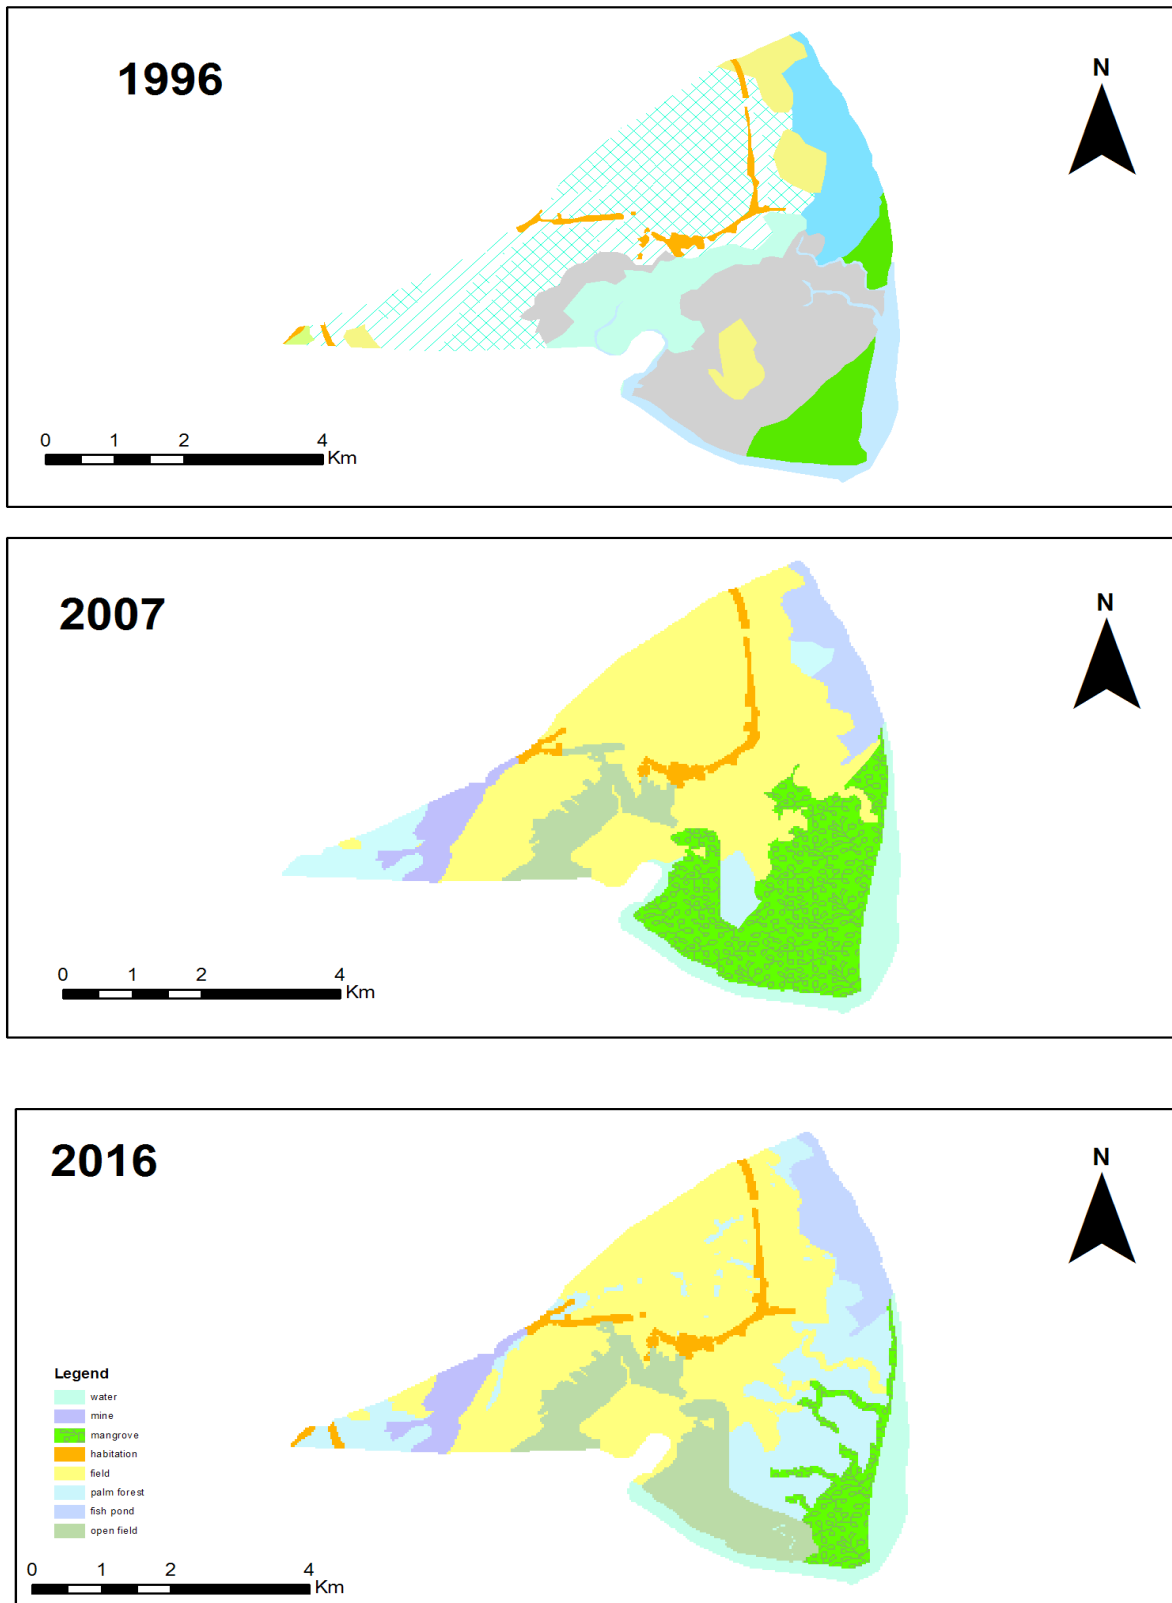 1996
N
0 1 2 4
Km
2007
N
0 1 2 4
Km
2016
N
Legend
water
mine
mangrove
habitation
field
palm forest
fish pond
open field
0 1 2 4
Km